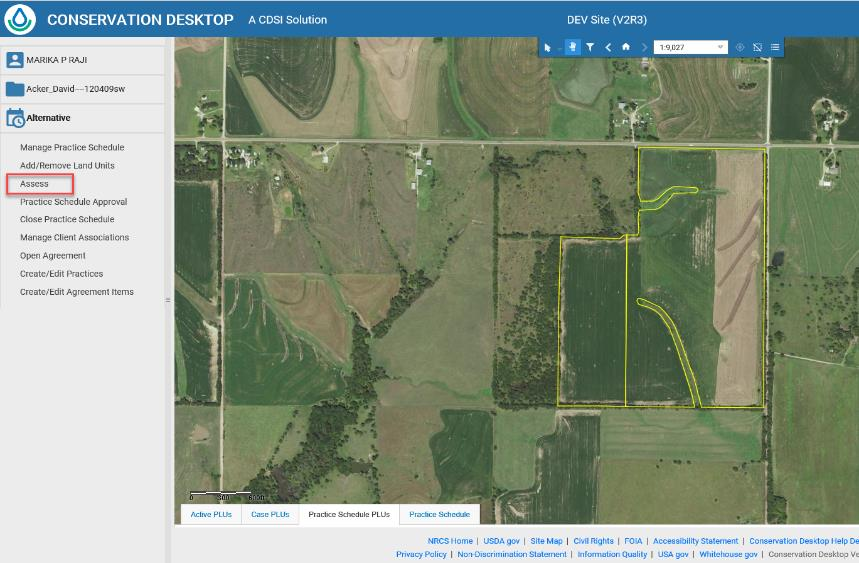 CONSERVATION DESKTOP A CDSI Solution DEV Site (V2R3)
1:9,027
MARIKA P RAJI
Acker_David---120409sw
Alternative
Manage Practice Schedule
Add/Remove Land Units
Assess
Practice Schedule Approval
Close Practice Schedule
Manage Client Associations
Open Agreement
Create/Edit Practices
Create/Edit Agreement Items
Active PLUs Case PLUs Practice Schedule PLUs Practice Schedule
NRCS Home | USDA gov | Site Map | Civil Rights | FOIA | Accessibility Statement | Conservation Desktop Help De
Privacy Policy | Non-Discrimination Statement | Information Quality | USA gov | Whitehouse gov | Conservation Desktop Ve